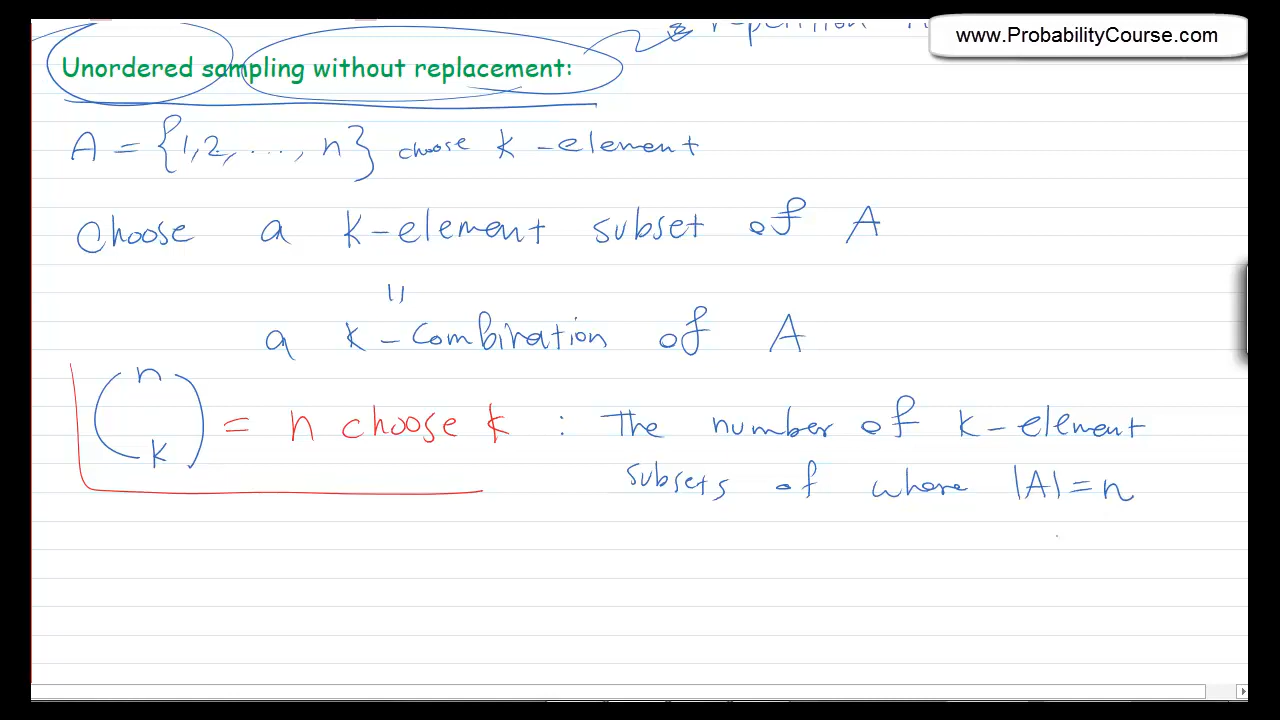 www.ProbabilityCourse.com
Unordered sampling without replacement:
A = {1,2, ..., n} choose k - element
Choose a k-element subset of A
"
a k - combination of A
(n k) = n choose k : The number of k-element
subsets of where |A| = n